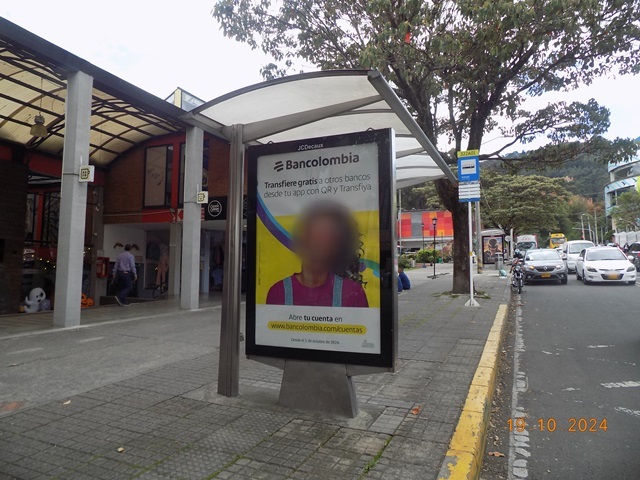 JCDecaux
Bancolombia
Transfiere gratis a otros bancos
desde tu app con QR y Transfiya
Abre tu cuenta en
www.bancolombia.com/cuentas
19 10 2024